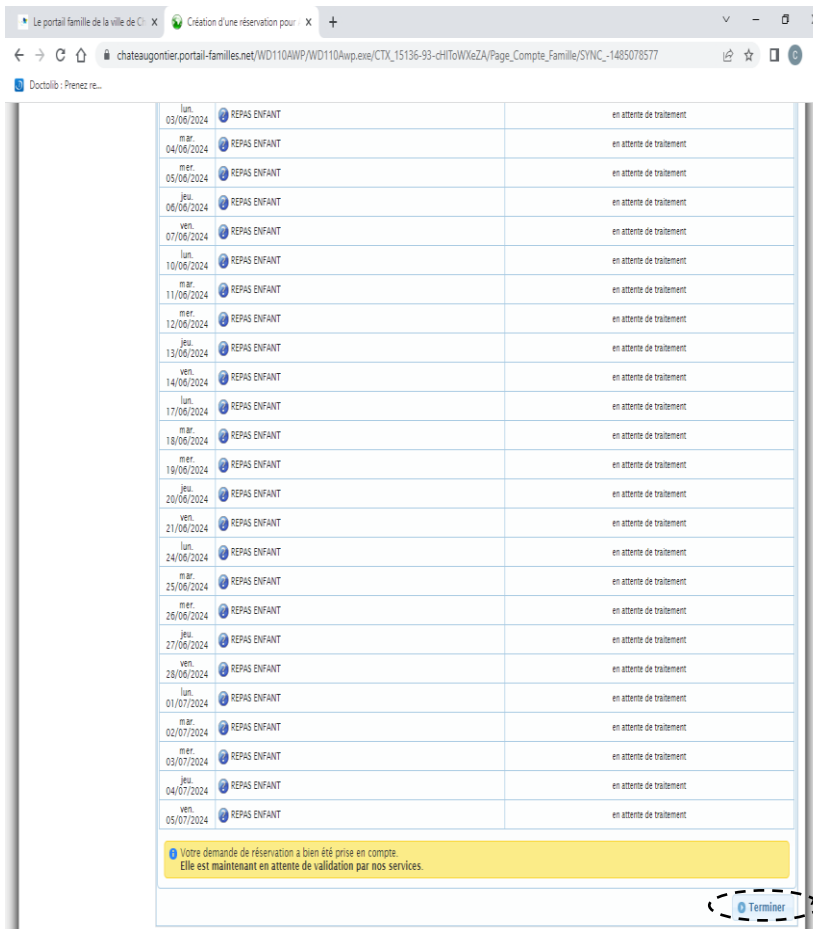 Le portail famille de la ville de Ch
Création d'une réservation pour A
chateaugontier.portail-familles.net/WD110AWP/WD110Awp.exe/CTX_15136-93-cHIToWXeZA/Page_Compte_Famille/SYNC_-1485078577
C
Doctolib : Prenez re...
lun.
03/06/2024 REPAS ENFANT en attente de traitement
mar.
04/06/2024 REPAS ENFANT en attente de traitement
mer.
05/06/2024 REPAS ENFANT en attente de traitement
jeu.
06/06/2024 REPAS ENFANT en attente de traitement
ven.
07/06/2024 REPAS ENFANT en attente de traitement
lun.
10/06/2024 REPAS ENFANT en attente de traitement
mar.
11/06/2024 REPAS ENFANT en attente de traitement
mer.
12/06/2024 REPAS ENFANT en attente de traitement
jeu.
13/06/2024 REPAS ENFANT en attente de traitement
ven.
14/06/2024 REPAS ENFANT en attente de traitement
lun.
17/06/2024 REPAS ENFANT en attente de traitement
mar.
18/06/2024 REPAS ENFANT en attente de traitement
mer.
19/06/2024 REPAS ENFANT en attente de traitement
jeu.
20/06/2024 REPAS ENFANT en attente de traitement
ven.
21/06/2024 REPAS ENFANT en attente de traitement
lun.
24/06/2024 REPAS ENFANT en attente de traitement
mar.
25/06/2024 REPAS ENFANT en attente de traitement
mer.
26/06/2024 REPAS ENFANT en attente de traitement
jeu.
27/06/2024 REPAS ENFANT en attente de traitement
ven.
28/06/2024 REPAS ENFANT en attente de traitement
lun.
01/07/2024 REPAS ENFANT en attente de traitement
mar.
02/07/2024 REPAS ENFANT en attente de traitement
mer.
03/07/2024 REPAS ENFANT en attente de traitement
jeu.
04/07/2024 REPAS ENFANT en attente de traitement
ven.
05/07/2024 REPAS ENFANT en attente de traitement
Votre demande de réservation a bien été prise en compte.
Elle est maintenant en attente de validation par nos services.
Terminer